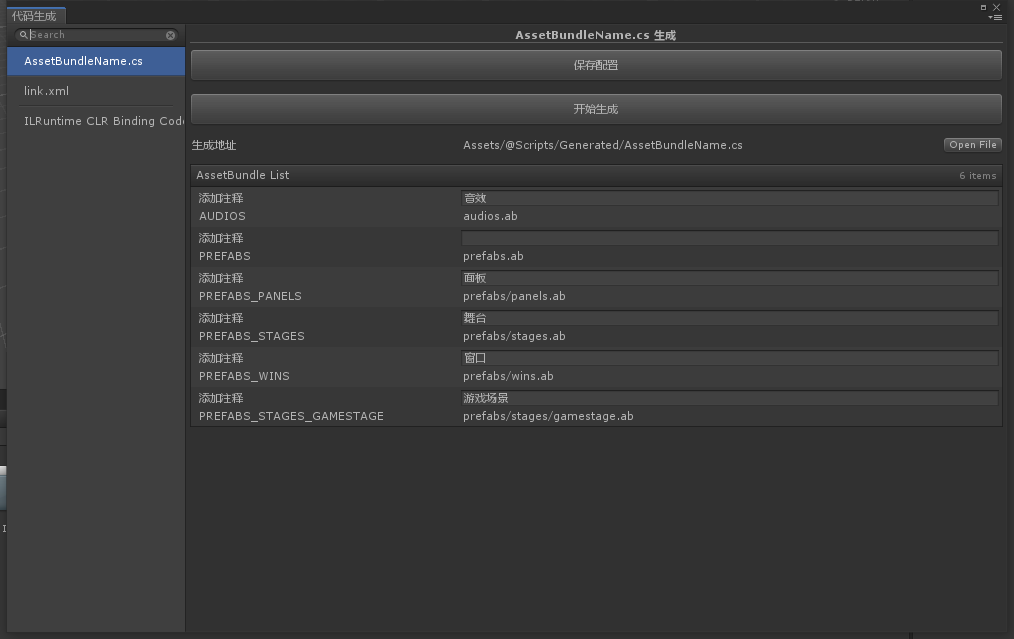 代码生成
Search
AssetBundleName.cs
link.xml
ILRuntime CLR Binding Code
AssetBundleName.cs 生成
保存配置
开始生成
生成地址 Assets/@Scripts/Generated/AssetBundleName.cs Open File
AssetBundle List 6 items
添加注释 音效
AUDIOS audios.ab
添加注释
PREFABS prefabs.ab
添加注释 面板
PREFABS_PANELS prefabs/panels.ab
添加注释 舞台
PREFABS_STAGES prefabs/stages.ab
添加注释 窗口
PREFABS_WINS prefabs/wins.ab
添加注释 游戏场景
PREFABS_STAGES_GAMESTAGE prefabs/stages/gamestage.ab